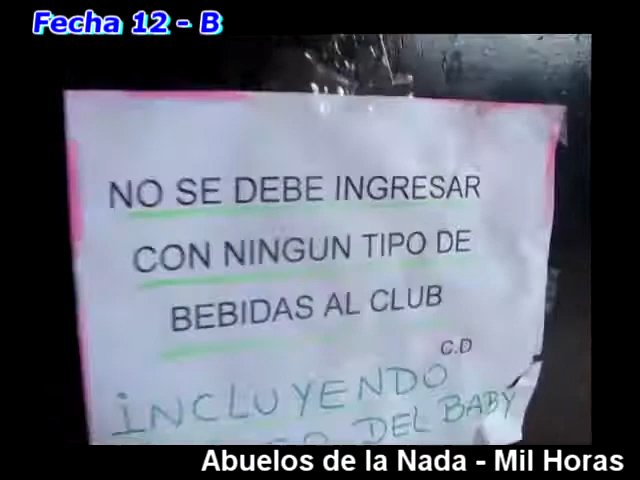 Fecha 12 - B
NO SE DEBE INGRESAR
CON NINGUN TIPO DE
BEBIDAS AL CLUB
C.D
INCLUYENDO
DEL BABY
Abuelos de la Nada - Mil Horas